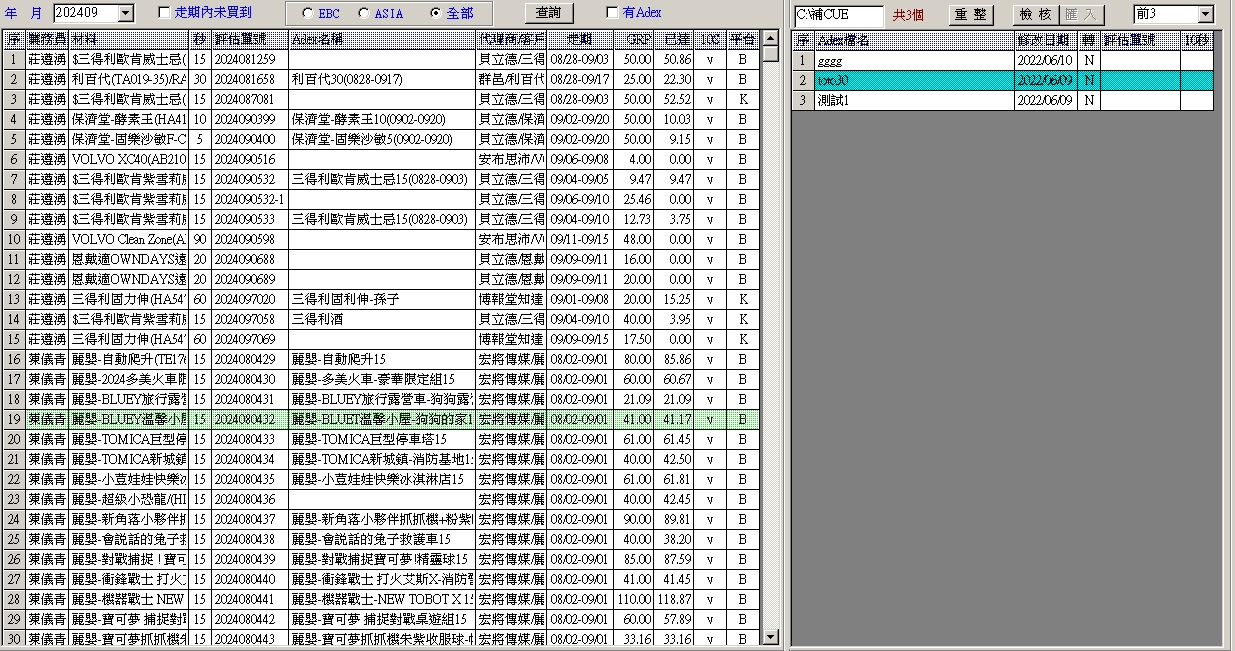 年 月 202409 走期內未買到 EBC ASIA 全部 查詢 有Adex
序 業務員 材料 秒 評估單號 Adex名稱 代理商/客戶 走期 GRP 已達 10C 平台
1 莊遵湧 $三得利歐肯威士忌( 15 2024081259 貝立德/三得 08/28-09/03 50.00 50.86 v B
2 莊遵湧 利百代(TA019-35)/RA 30 2024081658 利百代30(0828-0917) 群邑/利百代 08/28-09/17 25.00 22.30 v B
3 莊遵湧 $三得利歐肯威士忌( 15 2024087081 貝立德/三得 08/28-09/03 50.00 52.52 v K
4 莊遵湧 保濟堂-酵素王(HA41 10 2024090399 保濟堂-酵素王10(0902-0920) 貝立德/保濟 09/02-09/20 50.00 10.03 v B
5 莊遵湧 保濟堂-固樂沙敏F-C 5 2024090400 保濟堂-固樂沙敏5(0902-0920) 貝立德/保濟 09/02-09/20 50.00 9.15 v B
6 莊遵湧 VOLVO XC40(AB210 15 2024090516 安布思沛/V 09/06-09/08 4.00 0.00 v B
7 莊遵湧 $三得利歐肯紫雪莉 15 2024090532 三得利歐肯威士忌15(0828-0903) 貝立德/三得 09/04-09/05 9.47 9.47 v B
8 莊遵湧 $三得利歐肯紫雪莉 15 2024090532-1 貝立德/三得 09/06-09/10 25.46 0.00 v B
9 莊遵湧 $三得利歐肯紫雪莉 15 2024090533 三得利歐肯威士忌15(0828-0903) 貝立德/三得 09/04-09/10 12.73 3.75 v B
10 莊遵湧 VOLVO Clean Zone(A 90 2024090598 安布思沛/V 09/11-09/15 48.00 0.00 v B
11 莊遵湧 恩戴適OWNDAYS遠 20 2024090688 貝立德/恩戴 09/09-09/11 16.00 0.00 v B
12 莊遵湧 恩戴適OWNDAYS遠 20 2024090689 貝立德/恩戴 09/09-09/11 20.00 0.00 v B
13 莊遵湧 三得利固力伸(HA54 60 2024097020 三得利固利伸-孫子 博報堂知達 09/01-09/08 20.00 15.25 v K
14 莊遵湧 $三得利歐肯紫雪莉 15 2024097058 三得利酒 貝立德/三得 09/04-09/10 40.00 3.95 v K
15 莊遵湧 三得利固力伸(HA54 60 2024097069 博報堂知達 09/09-09/15 17.50 0.00 v K
16 陳儀青 麗嬰-自動爬升(TE17 15 2024080429 麗嬰-自動爬升15 宏將傳媒/麗 08/02-09/01 80.00 85.86 v B
17 陳儀青 麗嬰-2024多美火車 15 2024080430 麗嬰-多美火車-豪華限定組15 宏將傳媒/麗 08/02-09/01 60.00 60.67 v B
18 陳儀青 麗嬰-BLUEY旅行露營 15 2024080431 麗嬰-BLUEY旅行露營車-狗狗露 宏將傳媒/麗 08/02-09/01 21.09 21.09 v B
19 陳儀青 麗嬰-BLUEY溫馨小屋 15 2024080432 麗嬰-BLUET溫馨小屋-狗狗的家1 宏將傳媒/麗 08/02-09/01 41.00 41.17 v B
20 陳儀青 麗嬰-TOMICA巨型停 15 2024080433 麗嬰-TOMICA巨型停車塔15 宏將傳媒/麗 08/02-09/01 61.00 61.45 v B
21 陳儀青 麗嬰-TOMICA新城鎮 15 2024080434 麗嬰-TOMICA新城鎮-消防基地1 宏將傳媒/麗 08/02-09/01 40.00 42.50 v B
22 陳儀青 麗嬰-小荳娃娃快樂冰 15 2024080435 麗嬰-小荳娃娃快樂冰淇淋店15 宏將傳媒/麗 08/02-09/01 61.00 61.81 v B
23 陳儀青 麗嬰-超級小恐龍/(HI 15 2024080436 宏將傳媒/麗 08/02-09/01 40.00 42.45 v B
24 陳儀青 麗嬰-新角落小夥伴 15 2024080437 麗嬰-新角落小夥伴抓抓機+粉紫 宏將傳媒/麗 08/02-09/01 90.00 89.81 v B
25 陳儀青 麗嬰-會說話的兔子 15 2024080438 麗嬰-會說話的兔子救護車15 宏將傳媒/麗 08/02-09/01 40.00 38.20 v B
26 陳儀青 麗嬰-對戰捕捉!寶可 15 2024080439 麗嬰-對戰捕捉寶可夢!精靈球15 宏將傳媒/麗 08/02-09/01 85.00 87.59 v B
27 陳儀青 麗嬰-衝鋒戰士 打火 15 2024080440 麗嬰-衝鋒戰士 打火艾斯X-消防 宏將傳媒/麗 08/02-09/01 41.00 41.45 v B
28 陳儀青 麗嬰-機器戰士 NEW 15 2024080441 麗嬰-機器戰士-NEW TOBOT X 1 宏將傳媒/麗 08/02-09/01 110.00 118.87 v B
29 陳儀青 麗嬰-寶可夢 捕捉對 15 2024080442 麗嬰-寶可夢 捕捉對戰桌遊組15 宏將傳媒/麗 08/02-09/01 60.00 57.89 v B
30 陳儀青 麗嬰-寶可夢抓抓機 15 2024080443 麗嬰-寶可夢抓抓機朱紫收服球- 宏將傳媒/麗 08/02-09/01 33.16 33.16 v B
C:\補CUE 共3個 重 整 檢 核 匯 入 前3
序 Adex檔名 修改日期 轉 評估單號 10秒
1 gggg 2022/06/10 N
2 toto30 2022/06/09 N
3 測試1 2022/06/09 N